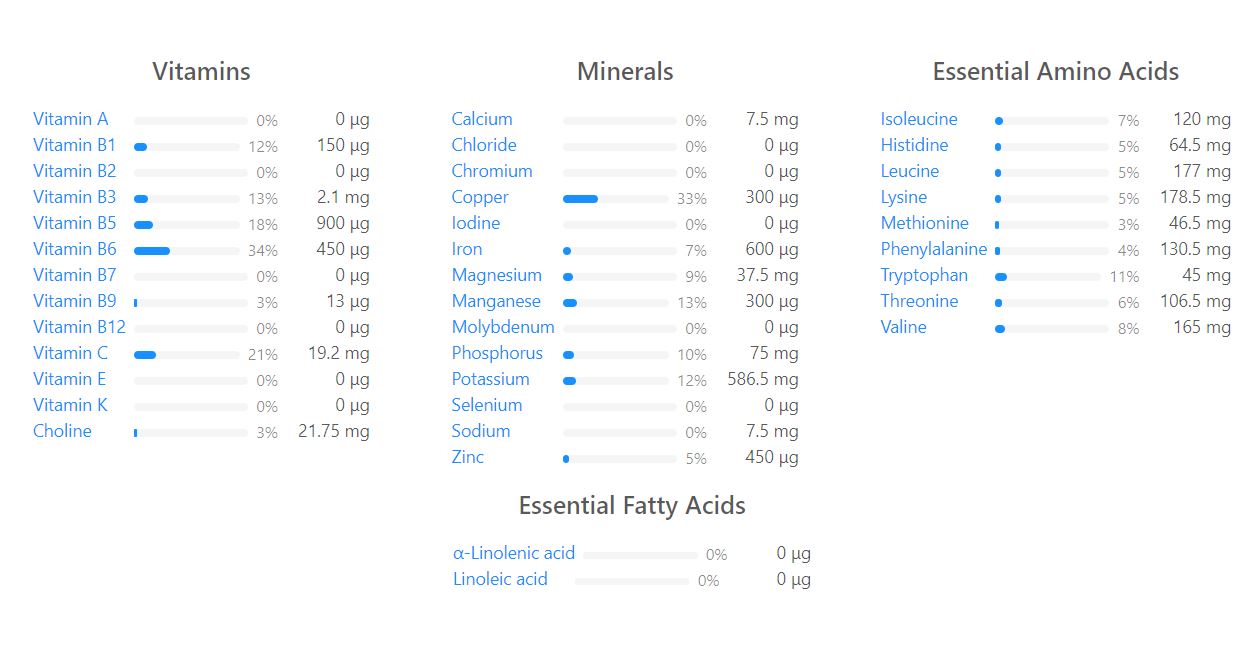 Vitamins
Vitamin A 0% 0 µg
Vitamin B1 12% 150 µg
Vitamin B2 0% 0 µg
Vitamin B3 13% 2.1 mg
Vitamin B5 18% 900 µg
Vitamin B6 34% 450 µg
Vitamin B7 0% 0 µg
Vitamin B9 3% 13 µg
Vitamin B12 0% 0 µg
Vitamin C 21% 19.2 mg
Vitamin E 0% 0 µg
Vitamin K 0% 0 µg
Choline 3% 21.75 mg
Minerals
Calcium 0% 7.5 mg
Chloride 0% 0 µg
Chromium 0% 0 µg
Copper 33% 300 µg
Iodine 0% 0 µg
Iron 7% 600 µg
Magnesium 9% 37.5 mg
Manganese 13% 300 µg
Molybdenum 0% 0 µg
Phosphorus 10% 75 mg
Potassium 12% 586.5 mg
Selenium 0% 0 µg
Sodium 0% 7.5 mg
Zinc 5% 450 µg
Essential Amino Acids
Isoleucine 7% 120 mg
Histidine 5% 64.5 mg
Leucine 5% 177 mg
Lysine 5% 178.5 mg
Methionine 3% 46.5 mg
Phenylalanine 4% 130.5 mg
Tryptophan 11% 45 mg
Threonine 6% 106.5 mg
Valine 8% 165 mg
Essential Fatty Acids
α-Linolenic acid 0% 0 µg
Linoleic acid 0% 0 µg